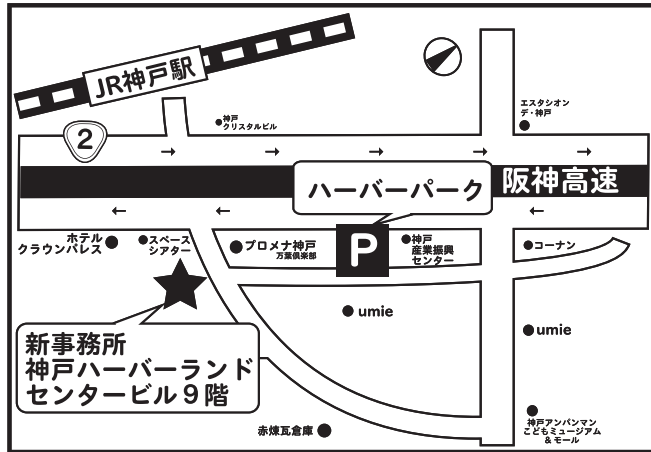 JR神戸駅
2
神戸
クリスタルビル
エスタシオン
デ・神戸
阪神高速
ハーバーパーク
P
ホテル
クラウンパレス
スペース
シアター
プロメナ神戸
万葉倶楽部
神戸
産業振興
センター
コーナン
umie
umie
新事務所
神戸ハーバーランド
センタービル9階
赤煉瓦倉庫
神戸アンパンマン
こどもミュージアム
&モール